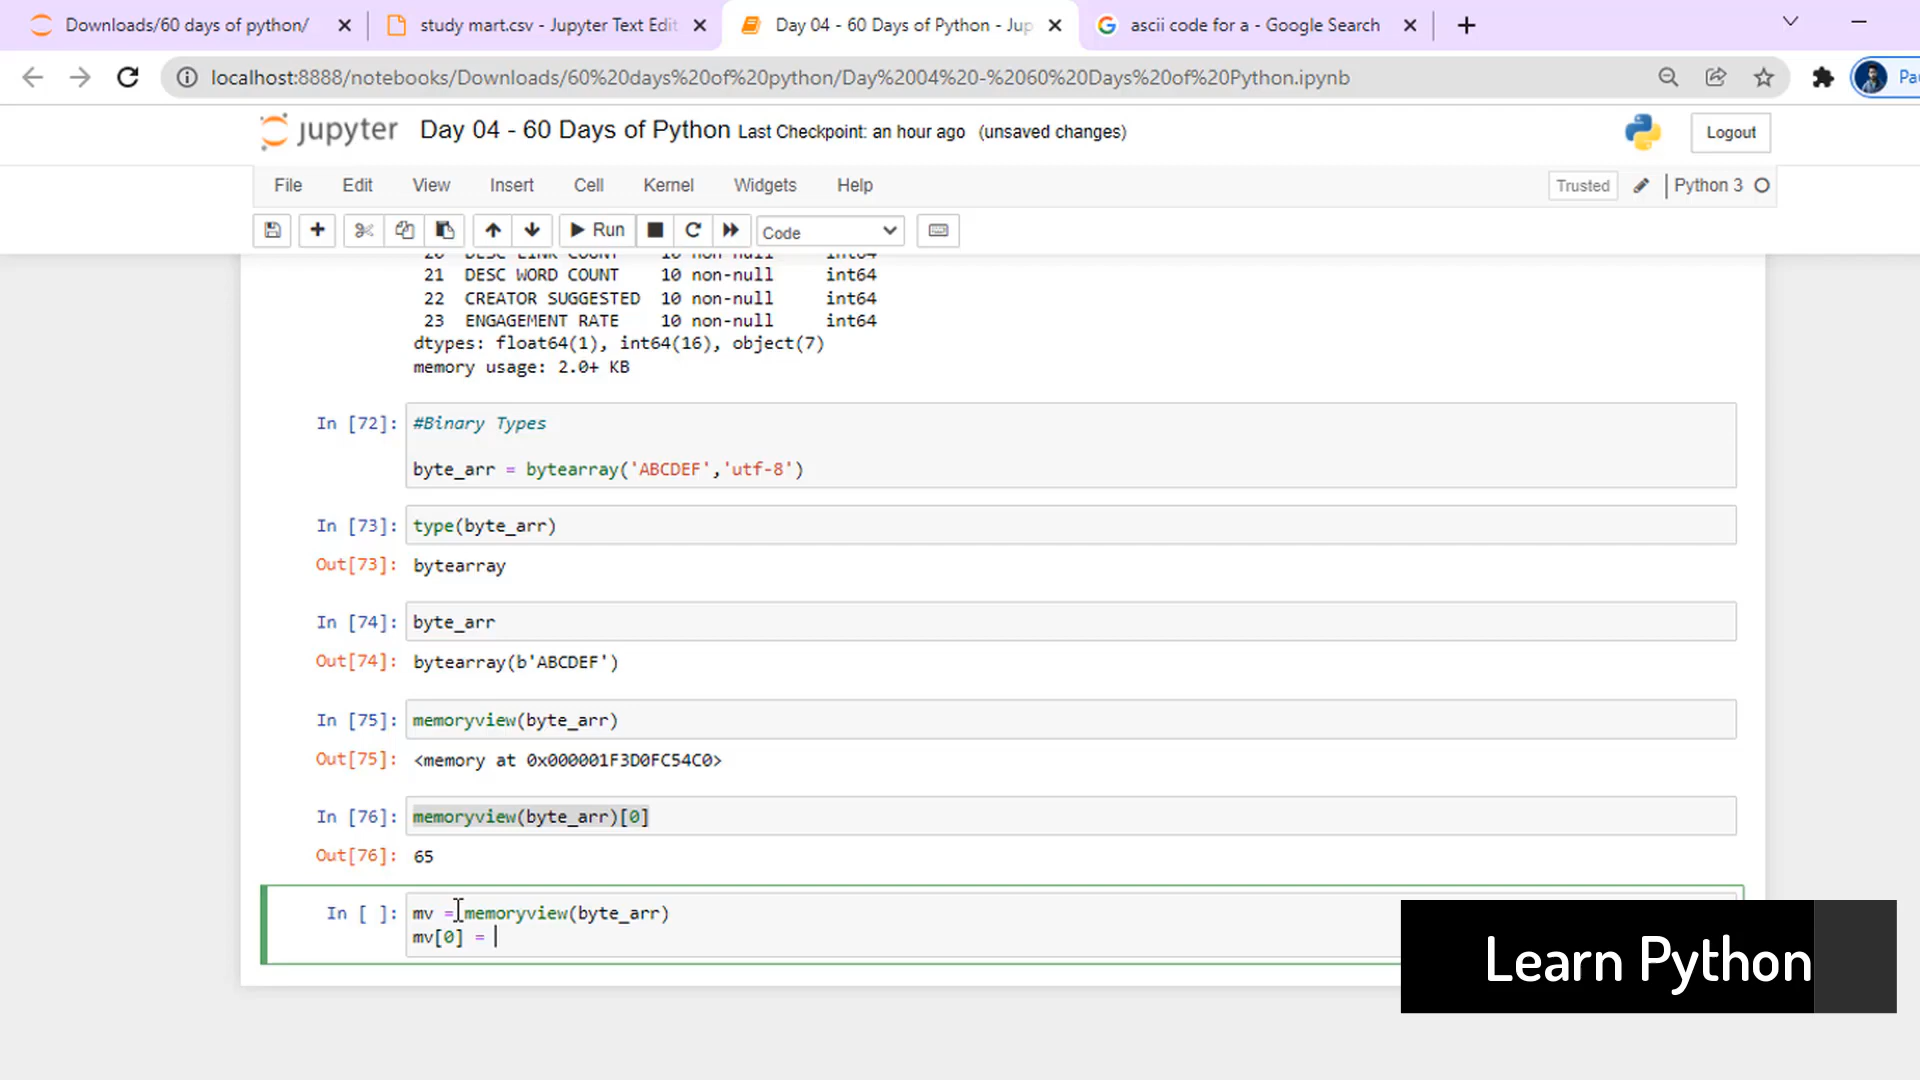 Downloads/60 days of python/
study mart.csv - Jupyter Text Edit
Day 04 - 60 Days of Python - Jup
ascii code for a - Google Search
localhost:8888/notebooks/Downloads/60%20days%20of%20python/Day%2004%20-%2060%20Days%20of%20Python.ipynb
Pau
jupyter Day 04 - 60 Days of Python Last Checkpoint: an hour ago (unsaved changes)
Logout
File Edit View Insert Cell Kernel Widgets Help
Trusted Python 3
Run Code
20 DESC LINK COUNT 10 non-null int64
21 DESC WORD COUNT 10 non-null int64
22 CREATOR SUGGESTED 10 non-null int64
23 ENGAGEMENT RATE 10 non-null int64
dtypes: float64(1), int64(16), object(7)
memory usage: 2.0+ KB
In [72]: #Binary Types
byte_arr = bytearray('ABCDEF','utf-8')
In [73]: type(byte_arr)
Out[73]: bytearray
In [74]: byte_arr
Out[74]: bytearray(b'ABCDEF')
In [75]: memoryview(byte_arr)
Out[75]: <memory at 0x000001F3D0FC54C0>
In [76]: memoryview(byte_arr)[0]
Out[76]: 65
In [ ]: mv = memoryview(byte_arr)
mv[0] =
Learn Python